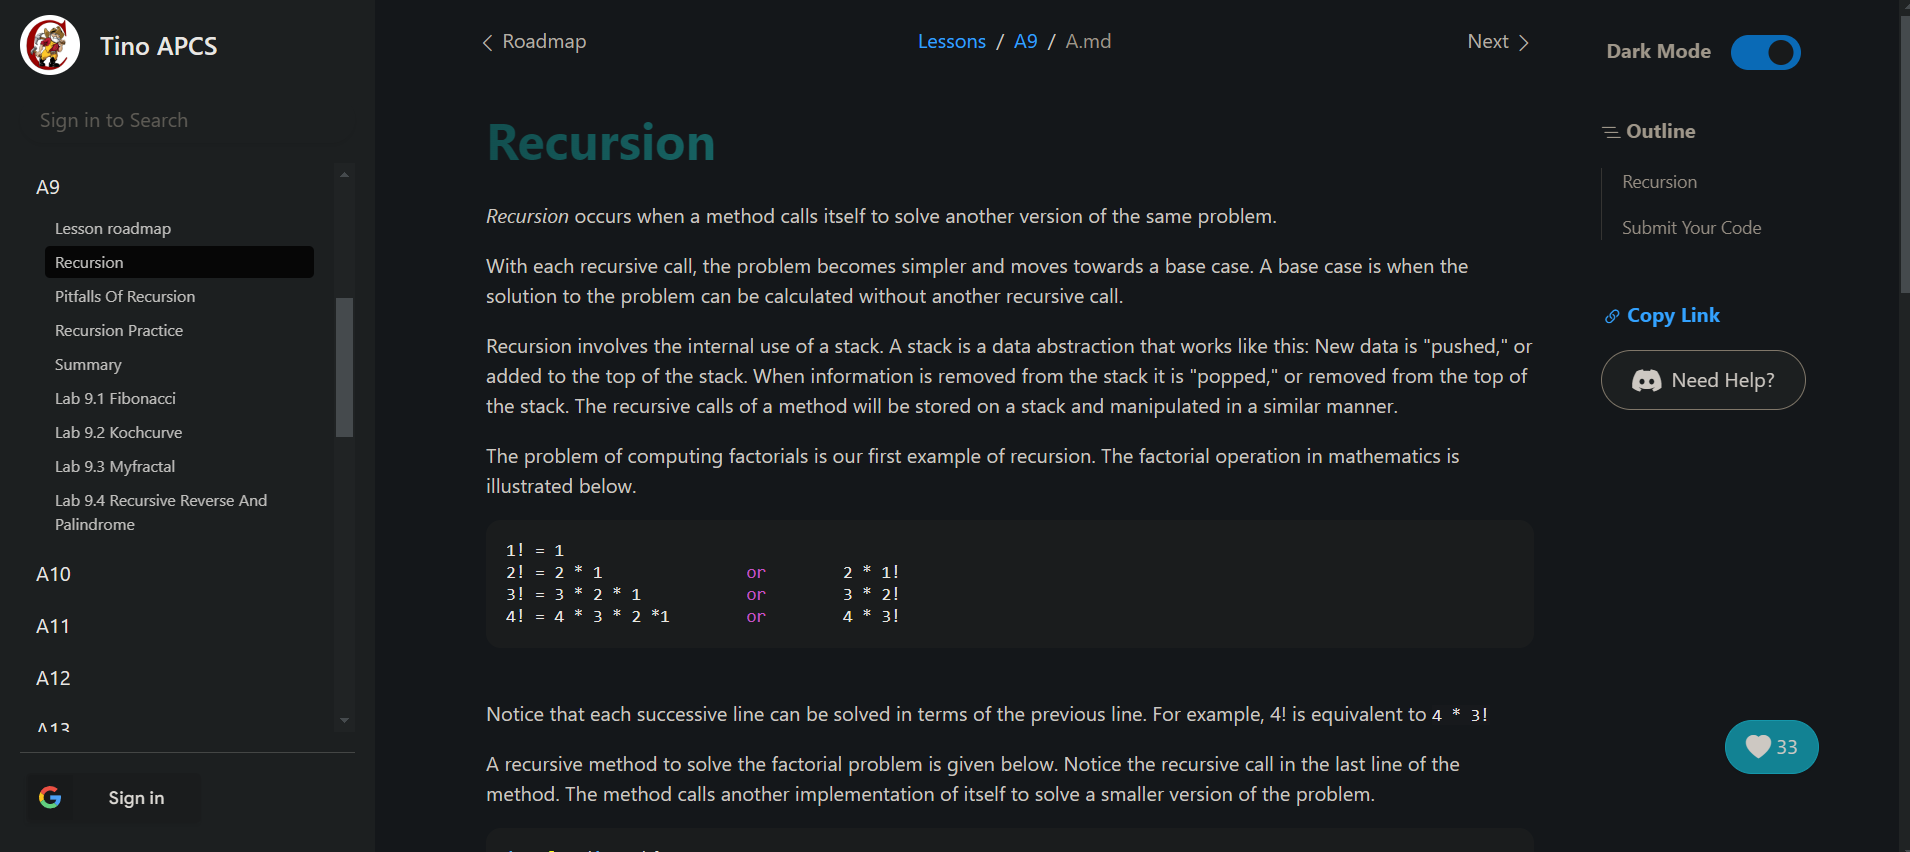 Tino APCS
Sign in to Search
A9
Lesson roadmap
Recursion
Pitfalls Of Recursion
Recursion Practice
Summary
Lab 9.1 Fibonacci
Lab 9.2 Kochcurve
Lab 9.3 Myfractal
Lab 9.4 Recursive Reverse And
Palindrome
A10
A11
A12
A13
Sign in
Roadmap
Lessons / A9 / A.md
Next
Recursion
Recursion occurs when a method calls itself to solve another version of the same problem.
With each recursive call, the problem becomes simpler and moves towards a base case. A base case is when the
solution to the problem can be calculated without another recursive call.
Recursion involves the internal use of a stack. A stack is a data abstraction that works like this: New data is "pushed," or
added to the top of the stack. When information is removed from the stack it is "popped," or removed from the top of
the stack. The recursive calls of a method will be stored on a stack and manipulated in a similar manner.
The problem of computing factorials is our first example of recursion. The factorial operation in mathematics is
illustrated below.
1! = 1
2! = 2 * 1 or 2 * 1!
3! = 3 * 2 * 1 or 3 * 2!
4! = 4 * 3 * 2 *1 or 4 * 3!
Notice that each successive line can be solved in terms of the previous line. For example, 4! is equivalent to 4 * 3!
A recursive method to solve the factorial problem is given below. Notice the recursive call in the last line of the
method. The method calls another implementation of itself to solve a smaller version of the problem.
Dark Mode
Outline
Recursion
Submit Your Code
Copy Link
Need Help?
33